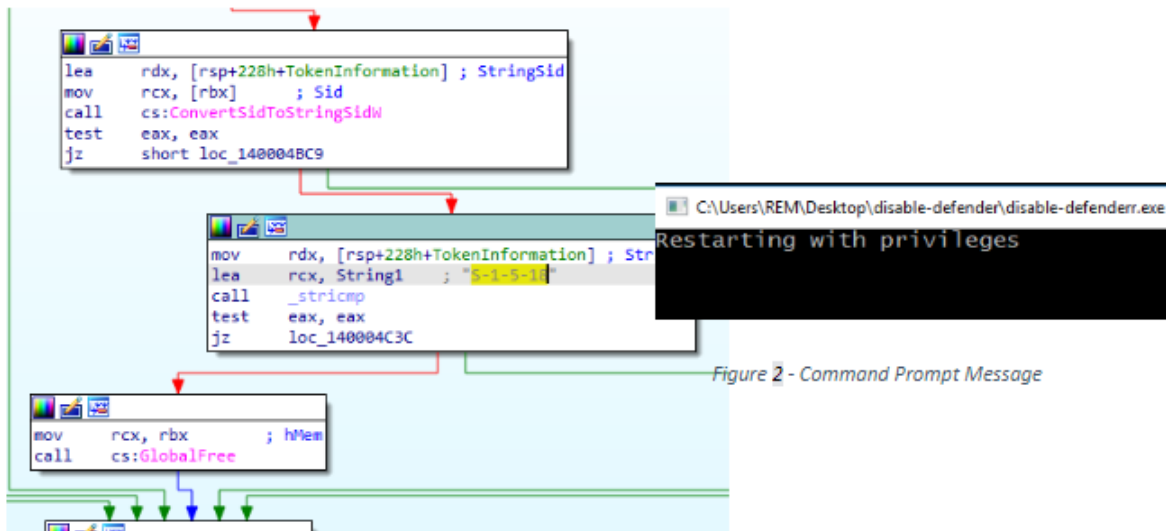 lea rdx, [rsp+228h+TokenInformation] ; StringSid
mov rcx, [rbx] ; Sid
call cs:ConvertSidToStringSidW
test eax, eax
jz short loc_140004BC9
mov rdx, [rsp+228h+TokenInformation] ; Str
lea rcx, String1 ; "S-1-5-18"
call _stricmp
test eax, eax
jz loc_140004C3C
mov rcx, rbx ; hMem
call cs:GlobalFree
C:\Users\REM\Desktop\disable-defender\disable-defenderr.exe
Restarting with privileges
Figure 2 - Command Prompt Message